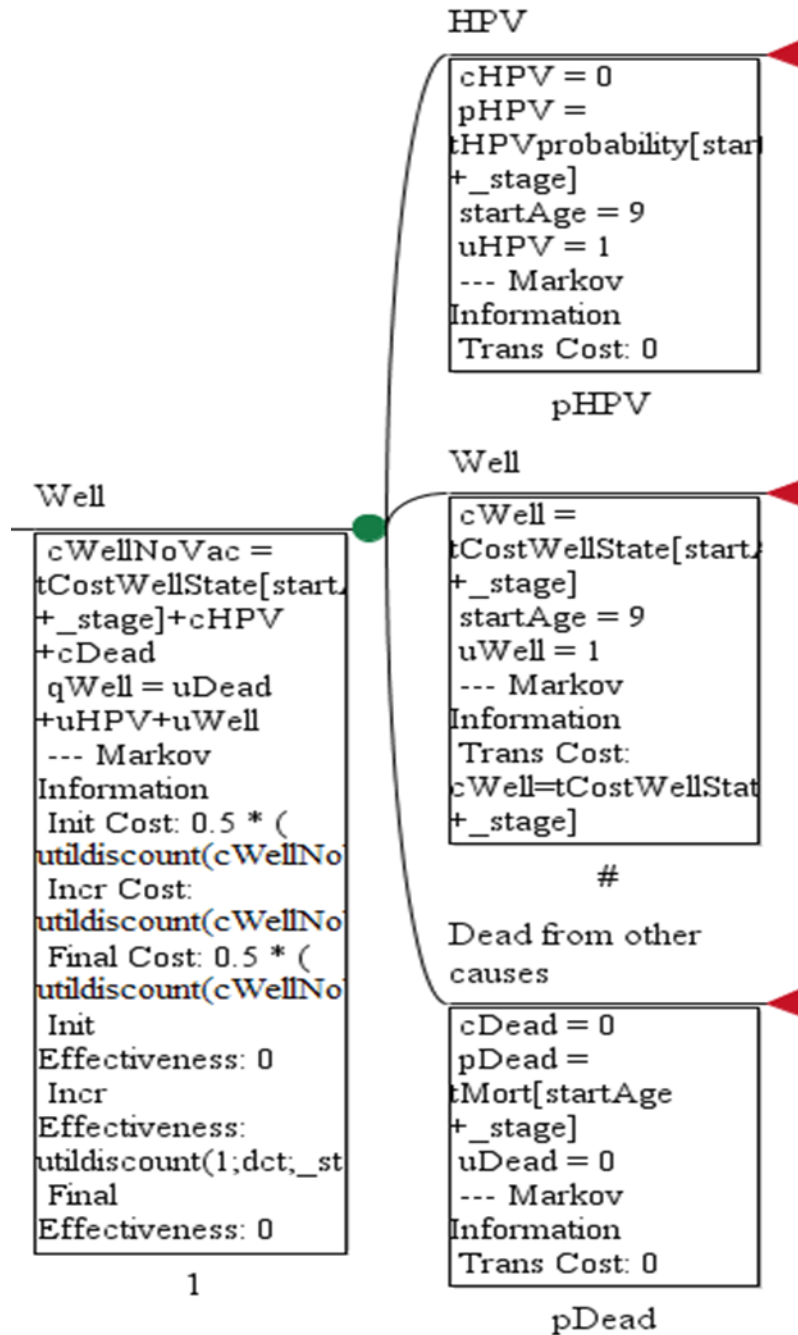 HPV
cHPV = 0
pHPV =
tHPVprobability[start
+_stage]
startAge = 9
uHPV = 1
--- Markov
Information
Trans Cost: 0
pHPV
Well
cWellNoVac =
tCostWellState[start
+_stage]+cHPV
+cDead
qWell = uDead
+uHPV+uWell
--- Markov
Information
Init Cost: 0.5 * (
utildiscount(cWellNo
Incr Cost:
utildiscount(cWellNo
Final Cost: 0.5 * (
utildiscount(cWellNo
Init
Effectiveness: 0
Incr
Effectiveness:
utildiscount(1;dct;_st
Final
Effectiveness: 0
1
Well
cWell =
tCostWellState[start
+_stage]
startAge = 9
uWell = 1
--- Markov
Information
Trans Cost:
cWell=tCostWellStat
+_stage]
#
Dead from other
causes
cDead = 0
pDead =
tMort[startAge
+_stage]
uDead = 0
--- Markov
Information
Trans Cost: 0
pDead